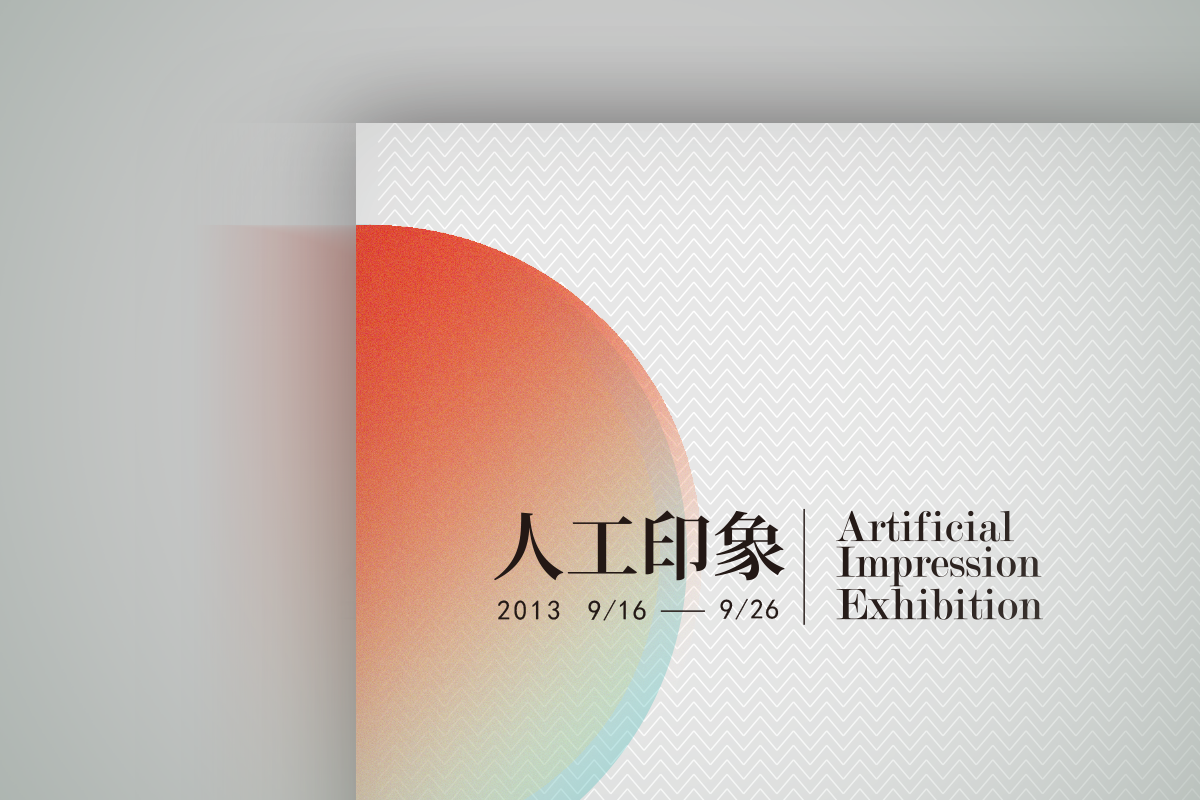 人工印象
2013 9/16 — 9/26
Artificial
Impression
Exhibition